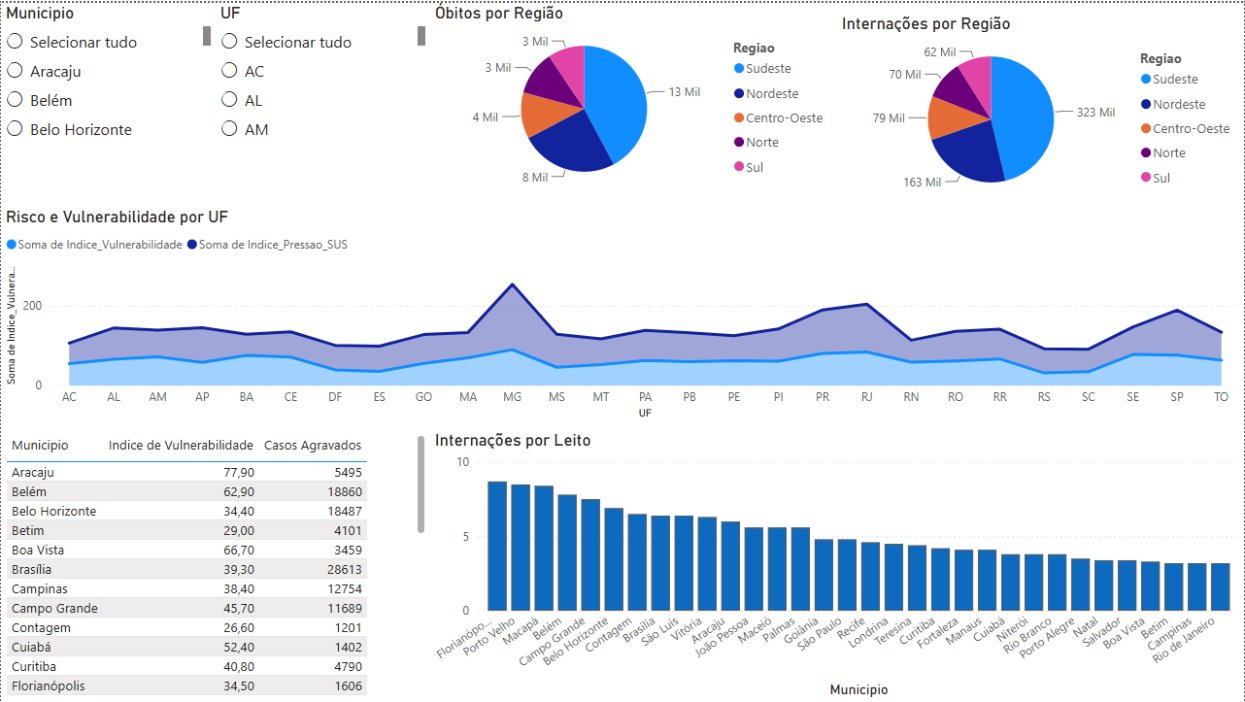 Municipio
Selecionar tudo
Aracaju
Belém
Belo Horizonte
UF
Selecionar tudo
AC
AL
AM
Óbitos por Região
3 Mil
3 Mil
4 Mil
8 Mil
13 Mil
Regiao
Sudeste
Nordeste
Centro-Oeste
Norte
Sul
Internações por Região
62 Mil
70 Mil
79 Mil
163 Mil
323 Mil
Regiao
Sudeste
Nordeste
Centro-Oeste
Norte
Sul
Risco e Vulnerabilidade por UF
Soma de Indice_Vulnerabilidade Soma de Indice_Pressao_SUS
Soma de Indice_Vulnera...
200
0
AC AL AM AP BA CE DF ES GO MA MG MS MT PA PB PE PI PR RJ RN RO RR RS SC SE SP TO
UF
Municipio Indice de Vulnerabilidade Casos Agravados
Aracaju 77,90 5495
Belém 62,90 18860
Belo Horizonte 34,40 18487
Betim 29,00 4101
Boa Vista 66,70 3459
Brasília 39,30 28613
Campinas 38,40 12754
Campo Grande 45,70 11689
Contagem 26,60 1201
Cuiabá 52,40 1402
Curitiba 40,80 4790
Florianópolis 34,50 1606
Internações por Leito
10
5
0
Florianópo...
Porto Velho
Macapá
Belém
Campo Grande
Belo Horizonte
Contagem
Brasília
São Luis
Vitória
Aracaju
João Pessoa
Maceió
Palmas
Goiânia
São Paulo
Recife
Londrina
Teresina
Curitiba
Fortaleza
Manaus
Cuiabá
Niterói
Rio Branco
Porto Alegre
Natal
Salvador
Boa Vista
Betim
Campinas
Rio de Janeiro
Municipio